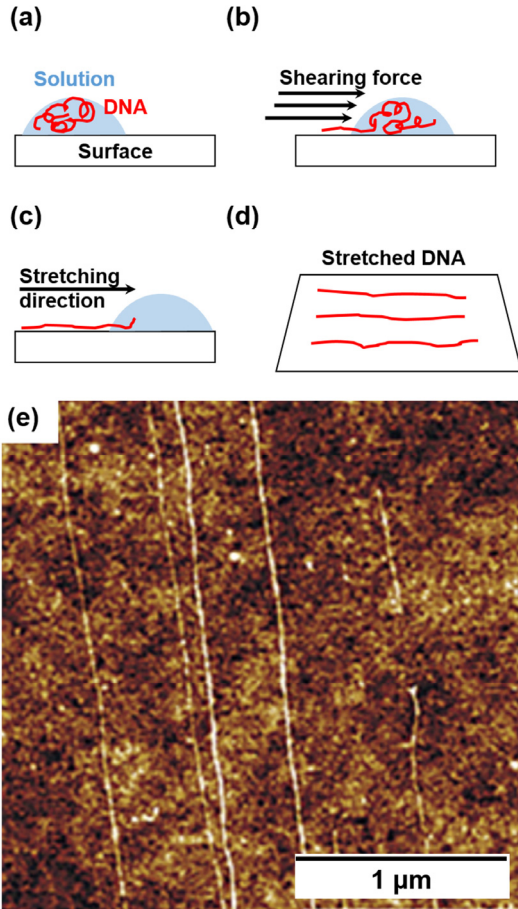 (a)
Solution
DNA
Surface
(b)
Shearing force
(c)
Stretching
direction
(d)
Stretched DNA
(e)
1 μm